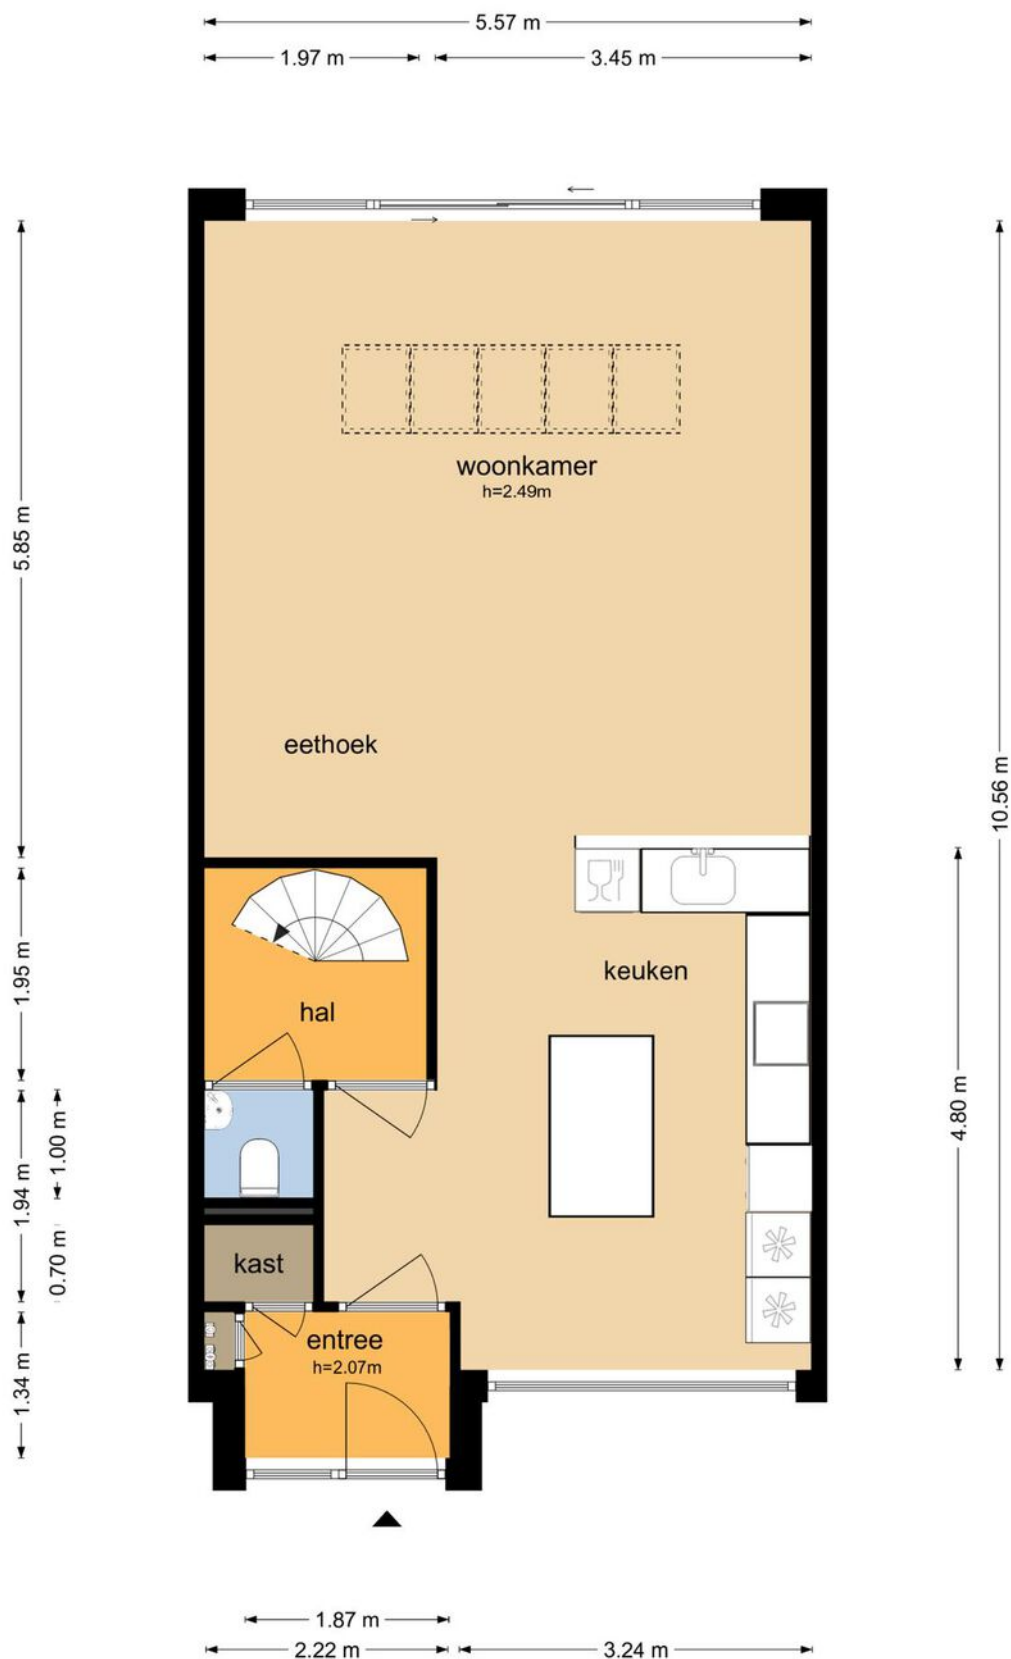 5.57 m
1.97 m
3.45 m
woonkamer
h=2.49m
5.85 m
eethoek
10.56 m
1.95 m
keuken
hal
4.80 m
1.00 m
1.94 m
0.70 m
kast
entree
h=2.07m
1.34 m
1.87 m
2.22 m
3.24 m